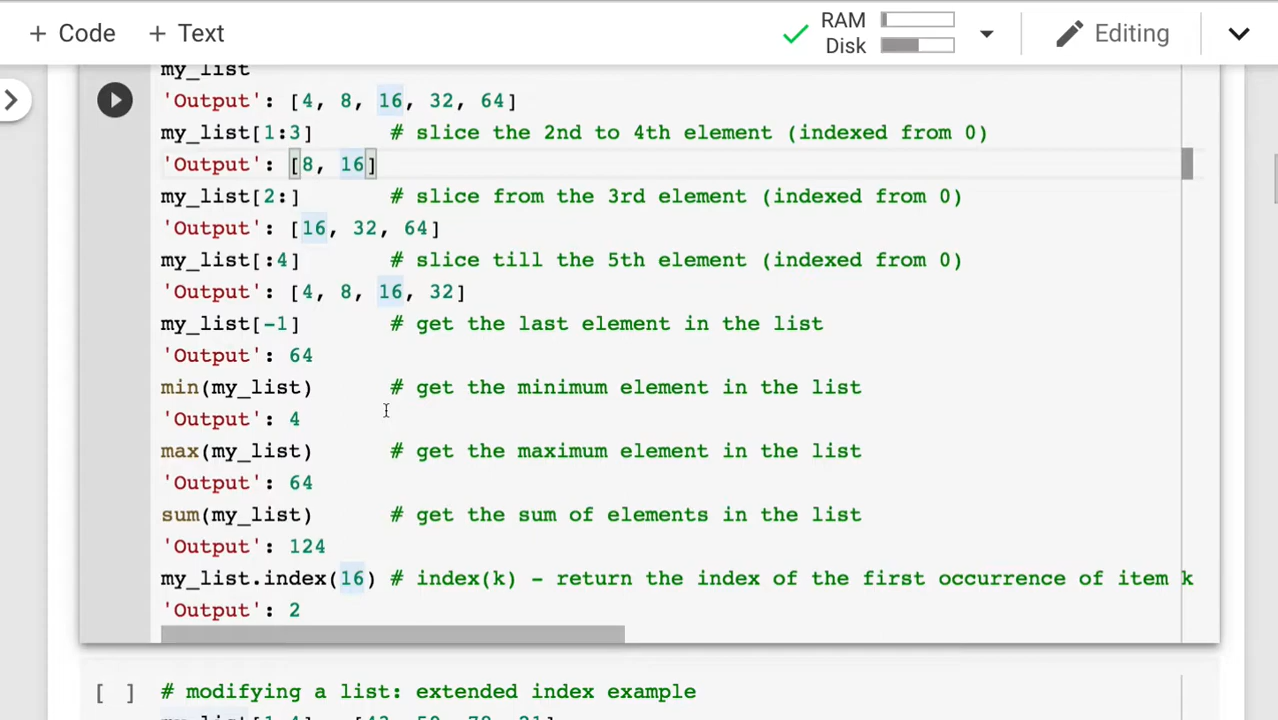 + Code + Text RAM Disk Editing
my_list
'Output': [4, 8, 16, 32, 64]
my_list[1:3] # slice the 2nd to 4th element (indexed from 0)
'Output': [8, 16]
my_list[2:] # slice from the 3rd element (indexed from 0)
'Output': [16, 32, 64]
my_list[:4] # slice till the 5th element (indexed from 0)
'Output': [4, 8, 16, 32]
my_list[-1] # get the last element in the list
'Output': 64
min(my_list) # get the minimum element in the list
'Output': 4
max(my_list) # get the maximum element in the list
'Output': 64
sum(my_list) # get the sum of elements in the list
'Output': 124
my_list.index(16) # index(k) - return the index of the first occurrence of item k
'Output': 2
[ ] # modifying a list: extended index example